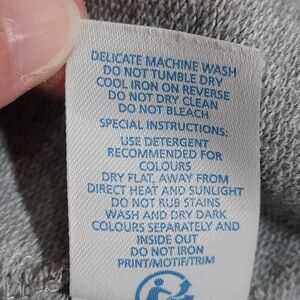 DELICATE MACHINE WASH
DO NOT TUMBLE DRY
COOL IRON ON REVERSE
DO NOT DRY CLEAN
DO NOT BLEACH
SPECIAL INSTRUCTIONS:
USE DETERGENT
RECOMMENDED FOR
COLOURS
DRY FLAT, AWAY FROM
DIRECT HEAT AND SUNLIGHT
DO NOT RUB STAINS
WASH AND DRY DARK
COLOURS SEPARATELY AND
INSIDE OUT
DO NOT IRON
PRINT/MOTIF/TRIM